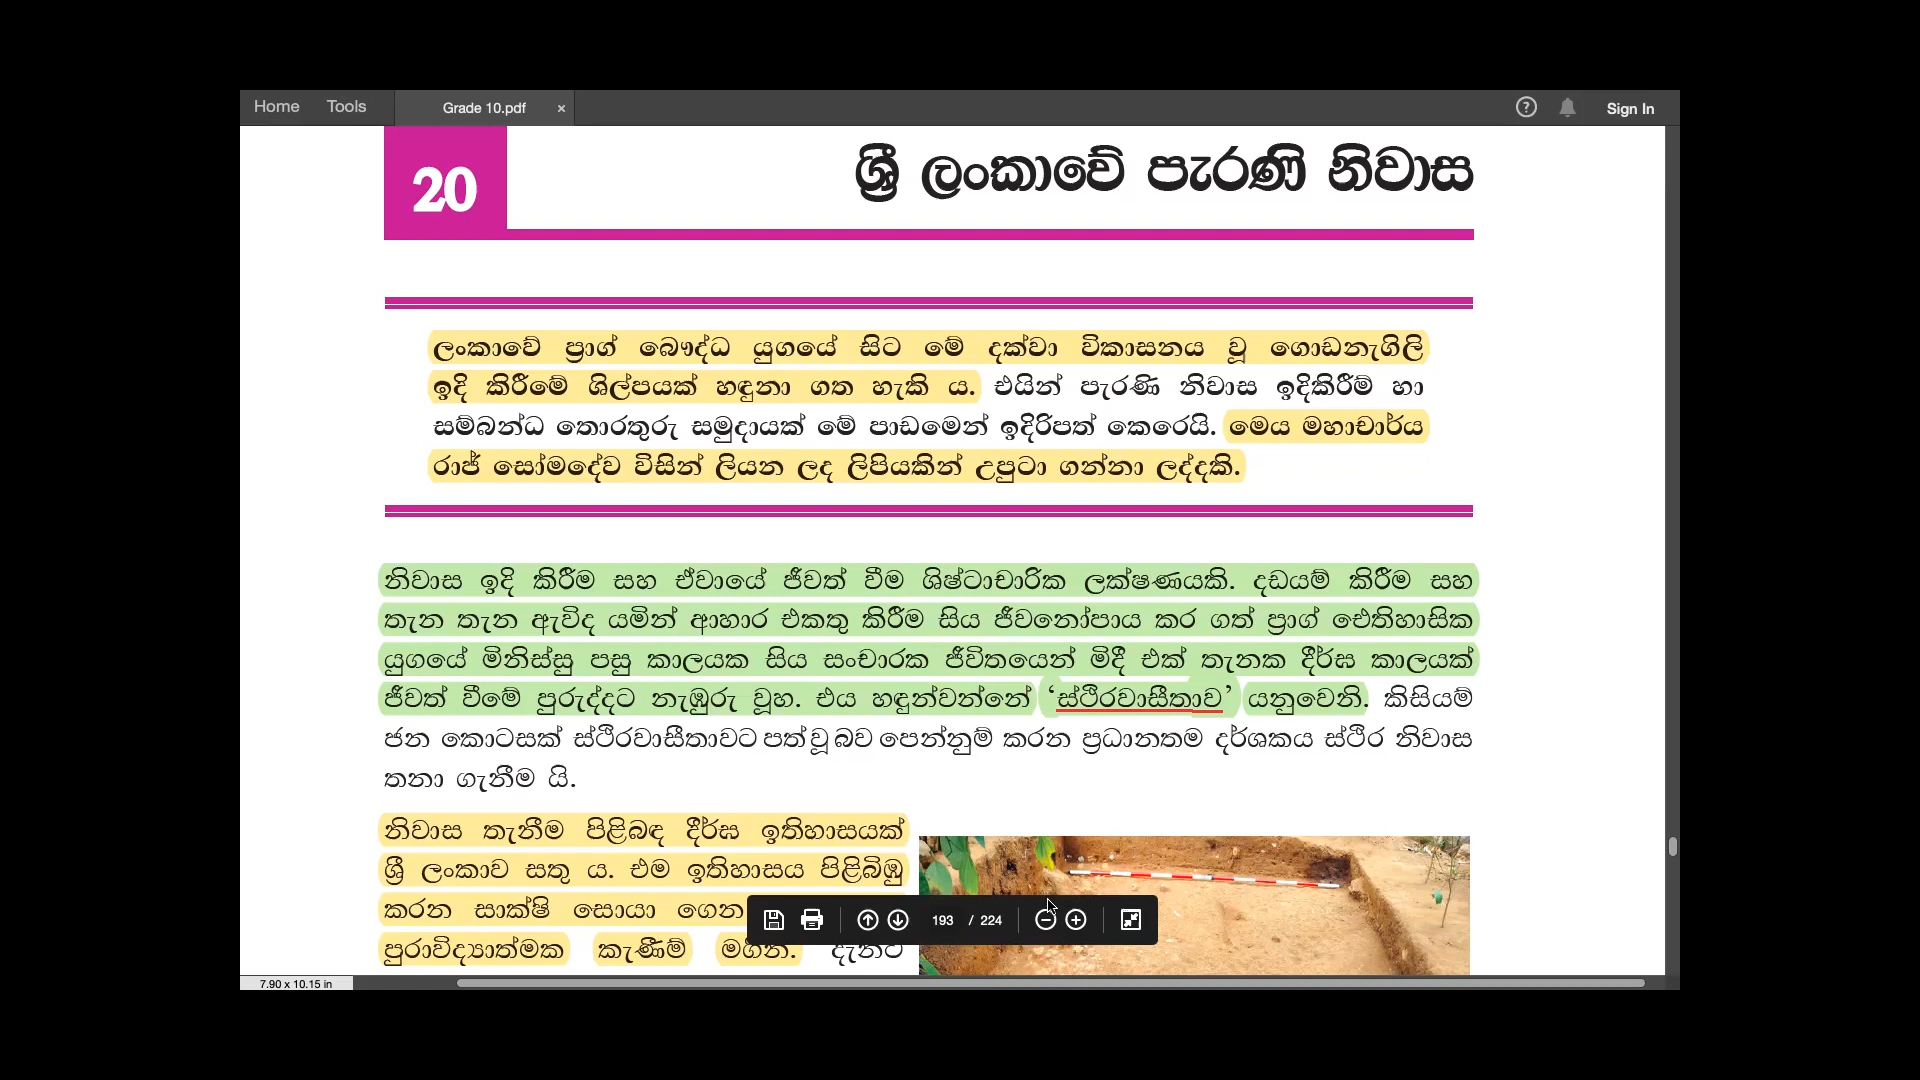 Home Tools Grade 10.pdf × ? Sign In
20
ශ්‍රී ලංකාවේ පැරණි නිවාස
ලංකාවේ ප්‍රාග් බෞද්ධ යුගයේ සිට මේ දක්වා විකාසනය වූ ගොඩනැගිලි
ඉදි කිරීමේ ශිල්පයක් හඳුනා ගත හැකි ය. එයින් පැරණි නිවාස ඉදිකිරීම් හා
සම්බන්ධ තොරතුරු සමුදායක් මේ පාඩමෙන් ඉදිරිපත් කෙරෙයි. මෙය මහාචාර්ය
රාජ් සෝමදේව විසින් ලියන ලද ලිපියකින් උපුටා ගන්නා ලද්දකි.
නිවාස ඉදි කිරීම සහ ඒවායේ ජීවත් වීම ශිෂ්ටාචාරික ලක්ෂණයකි. දඩයම් කිරීම සහ
තැන තැන ඇවිද යමින් ආහාර එකතු කිරීම සිය ජීවනෝපාය කර ගත් ප්‍රාග් ඓතිහාසික
යුගයේ මිනිස්සු පසු කාලයක සිය සංචාරක ජීවිතයෙන් මිදී එක් තැනක දීර්ඝ කාලයක්
ජීවත් වීමේ පුරුද්දට නැඹුරු වූහ. එය හඳුන්වන්නේ ‘ස්ථිරවාසීතාව’ යනුවෙනි. කිසියම්
ජන කොටසක් ස්ථිරවාසීතාවට පත් වූ බව පෙන්නුම් කරන ප්‍රධානතම දර්ශකය ස්ථිර නිවාස
තනා ගැනීම යි.
නිවාස තැනීම පිළිබඳ දීර්ඝ ඉතිහාසයක්
ශ්‍රී ලංකාව සතු ය. එම ඉතිහාසය පිළිබිඹු
කරන සාක්ෂි සොයා ගෙන
පුරාවිද්‍යාත්මක කැණීම් මගිනි. දැනට
193 / 224
7.90 x 10.15 in